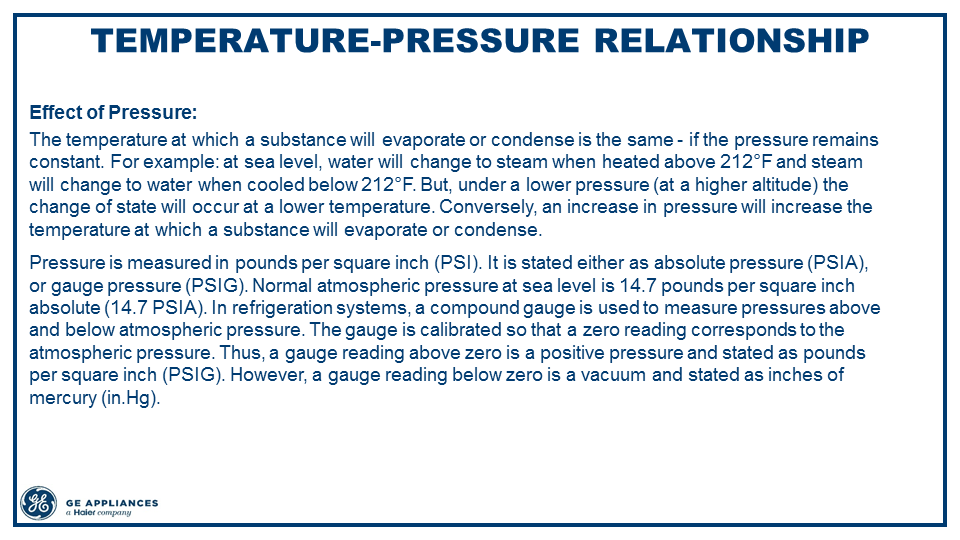 TEMPERATURE-PRESSURE RELATIONSHIP
Effect of Pressure:
The temperature at which a substance will evaporate or condense is the same - if the pressure remains
constant. For example: at sea level, water will change to steam when heated above 212°F and steam
will change to water when cooled below 212°F. But, under a lower pressure (at a higher altitude) the
change of state will occur at a lower temperature. Conversely, an increase in pressure will increase the
temperature at which a substance will evaporate or condense.
Pressure is measured in pounds per square inch (PSI). It is stated either as absolute pressure (PSIA),
or gauge pressure (PSIG). Normal atmospheric pressure at sea level is 14.7 pounds per square inch
absolute (14.7 PSIA). In refrigeration systems, a compound gauge is used to measure pressures above
and below atmospheric pressure. The gauge is calibrated so that a zero reading corresponds to the
atmospheric pressure. Thus, a gauge reading above zero is a positive pressure and stated as pounds
per square inch (PSIG). However, a gauge reading below zero is a vacuum and stated as inches of
mercury (in.Hg).
GE
GE APPLIANCES
a Haier company